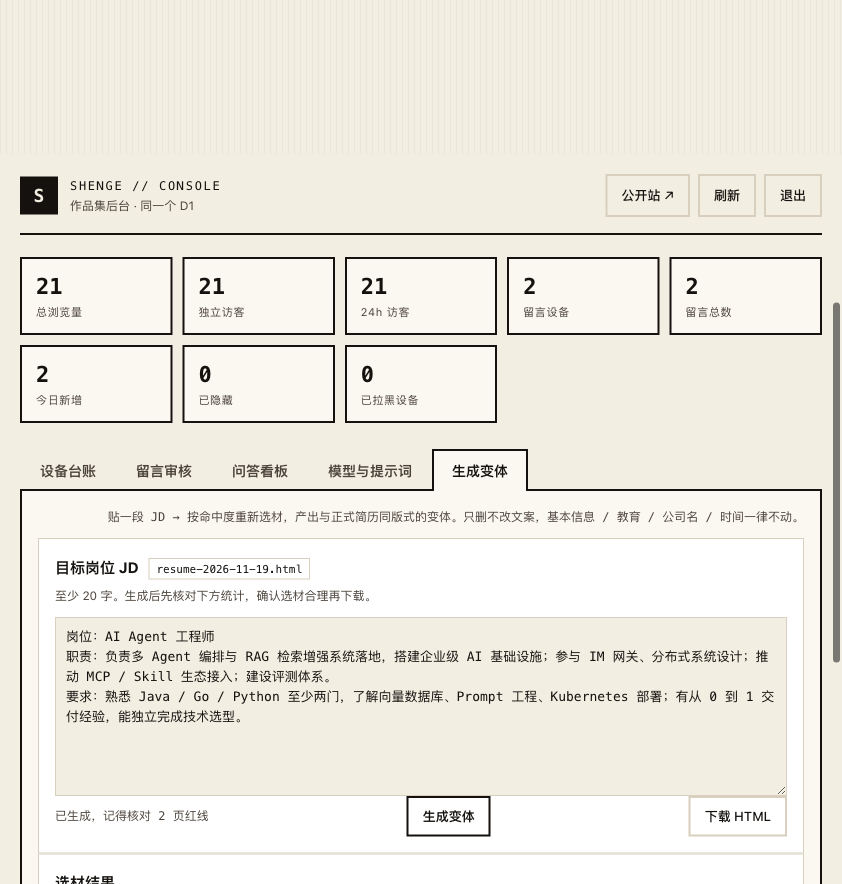 S
SHENGE // CONSOLE
作品集后台 · 同一个 D1
公开站 ↗
刷新
退出
21
总浏览量
21
独立访客
21
24h 访客
2
留言设备
2
留言总数
2
今日新增
0
已隐藏
0
已拉黑设备
设备台账
留言审核
问答看板
模型与提示词
生成变体
贴一段 JD → 按命中度重新选材，产出与正式简历同版式的变体。只删不改文案，基本信息 / 教育 / 公司名 / 时间一律不动。
目标岗位 JD
resume-2026-11-19.html
至少 20 字。生成后先核对下方统计，确认选材合理再下载。
岗位：AI Agent 工程师
职责：负责多 Agent 编排与 RAG 检索增强系统落地，搭建企业级 AI 基础设施；参与 IM 网关、分布式系统设计；推
动 MCP / Skill 生态接入；建设评测体系。
要求：熟悉 Java / Go / Python 至少两门，了解向量数据库、Prompt 工程、Kubernetes 部署；有从 0 到 1 交
付经验，能独立完成技术选型。
已生成，记得核对 2 页红线
生成变体
下载 HTML
选材结果